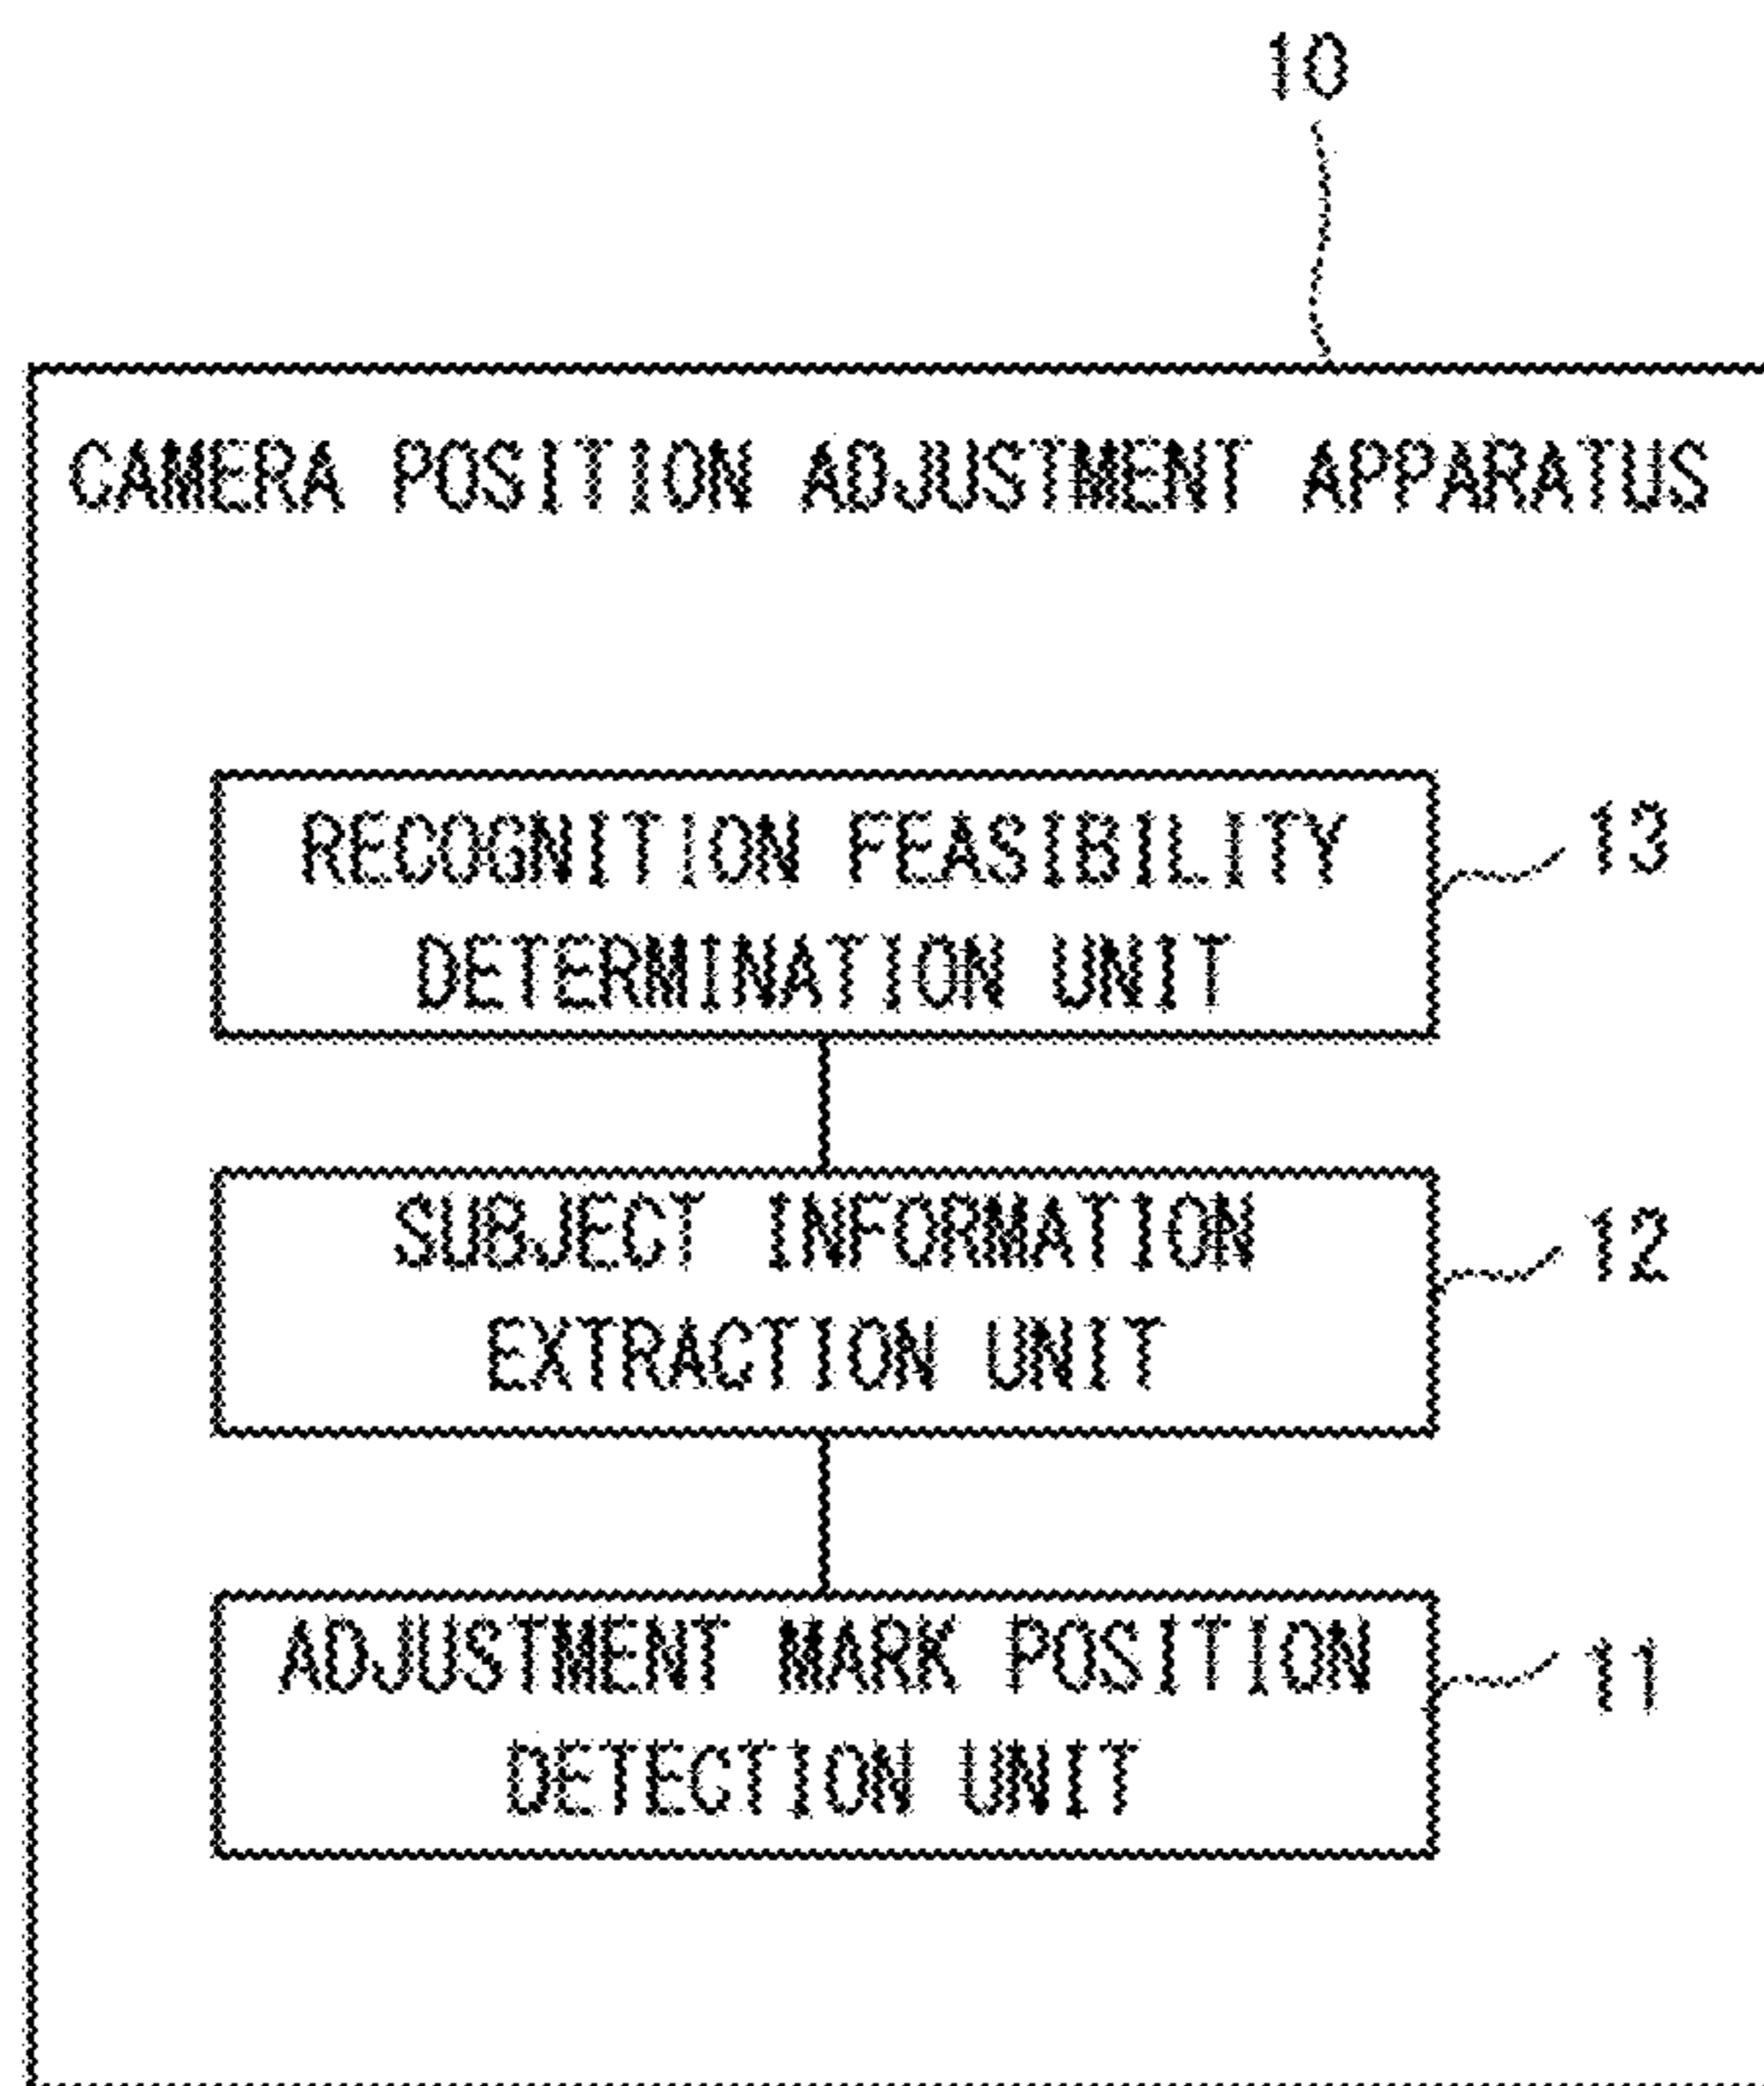 10
CAMERA POSITION ADJUSTMENT APPARATUS
RECOGNITION FEASIBILITY
DETERMINATION UNIT
13
SUBJECT INFORMATION
EXTRACTION UNIT
12
ADJUSTMENT MARK POSITION
DETECTION UNIT
11